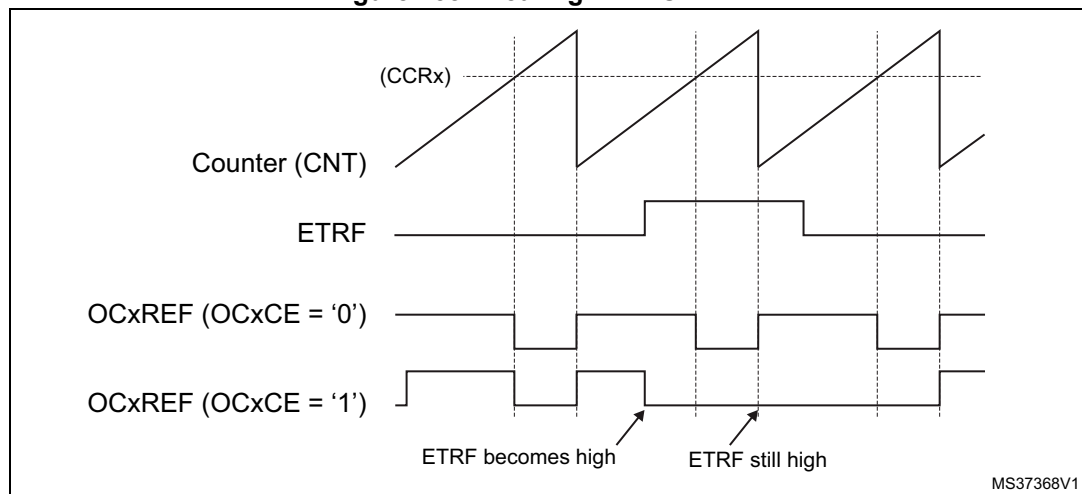 (CCRx)
Counter (CNT)
ETRF
OCxREF (OCxCE = ‘0’)
OCxREF (OCxCE = ‘1’)
ETRF becomes high
ETRF still high
MS37368V1